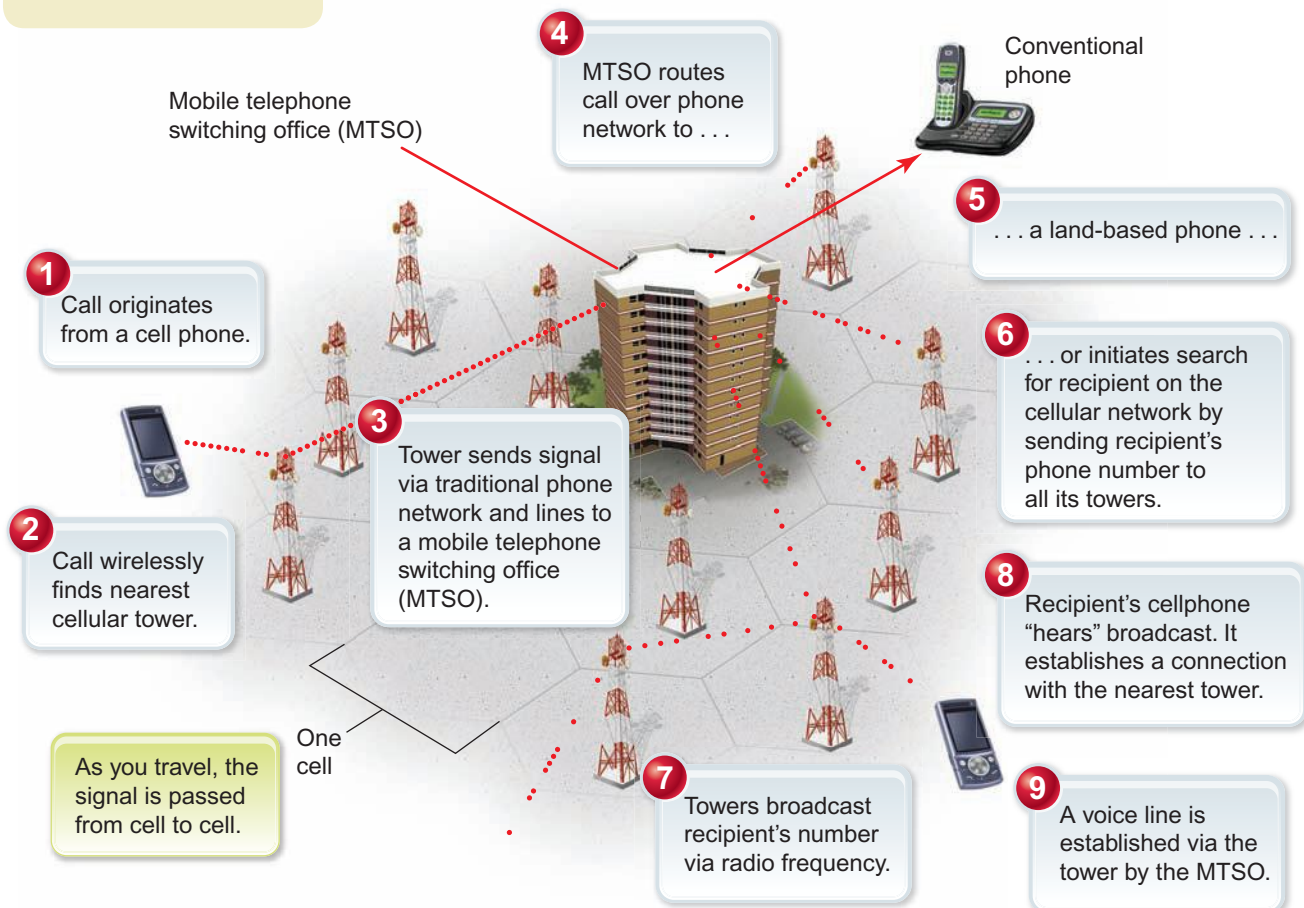 Mobile telephone
switching office (MTSO)
4
MTSO routes
call over phone
network to . . .
Conventional
phone
5
. . . a land-based phone . . .
1
Call originates
from a cell phone.
6
. . . or initiates search
for recipient on the
cellular network by
sending recipient’s
phone number to
all its towers.
3
Tower sends signal
via traditional phone
network and lines to
a mobile telephone
switching office
(MTSO).
2
Call wirelessly
finds nearest
cellular tower.
8
Recipient’s cellphone
“hears” broadcast. It
establishes a connection
with the nearest tower.
One
cell
As you travel, the
signal is passed
from cell to cell.
7
Towers broadcast
recipient’s number
via radio frequency.
9
A voice line is
established via the
tower by the MTSO.